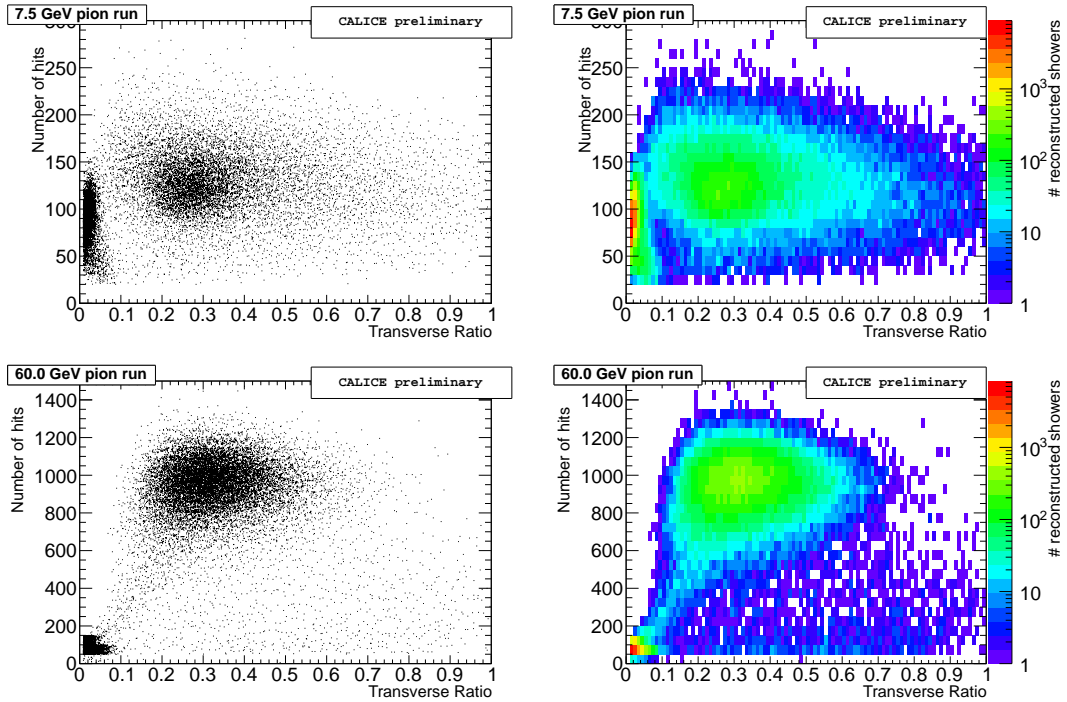 7.5 GeV pion run
CALICE preliminary
Number of hits
300
250
200
150
100
50
0
0 0.1 0.2 0.3 0.4 0.5 0.6 0.7 0.8 0.9 1
Transverse Ratio
7.5 GeV pion run
CALICE preliminary
Number of hits
300
250
200
150
100
50
0
0 0.1 0.2 0.3 0.4 0.5 0.6 0.7 0.8 0.9 1
Transverse Ratio
# reconstructed showers
10³
10²
10
1
60.0 GeV pion run
CALICE preliminary
Number of hits
1400
1200
1000
800
600
400
200
0
0 0.1 0.2 0.3 0.4 0.5 0.6 0.7 0.8 0.9 1
Transverse Ratio
60.0 GeV pion run
CALICE preliminary
Number of hits
1400
1200
1000
800
600
400
200
0
0 0.1 0.2 0.3 0.4 0.5 0.6 0.7 0.8 0.9 1
Transverse Ratio
# reconstructed showers
10³
10²
10
1